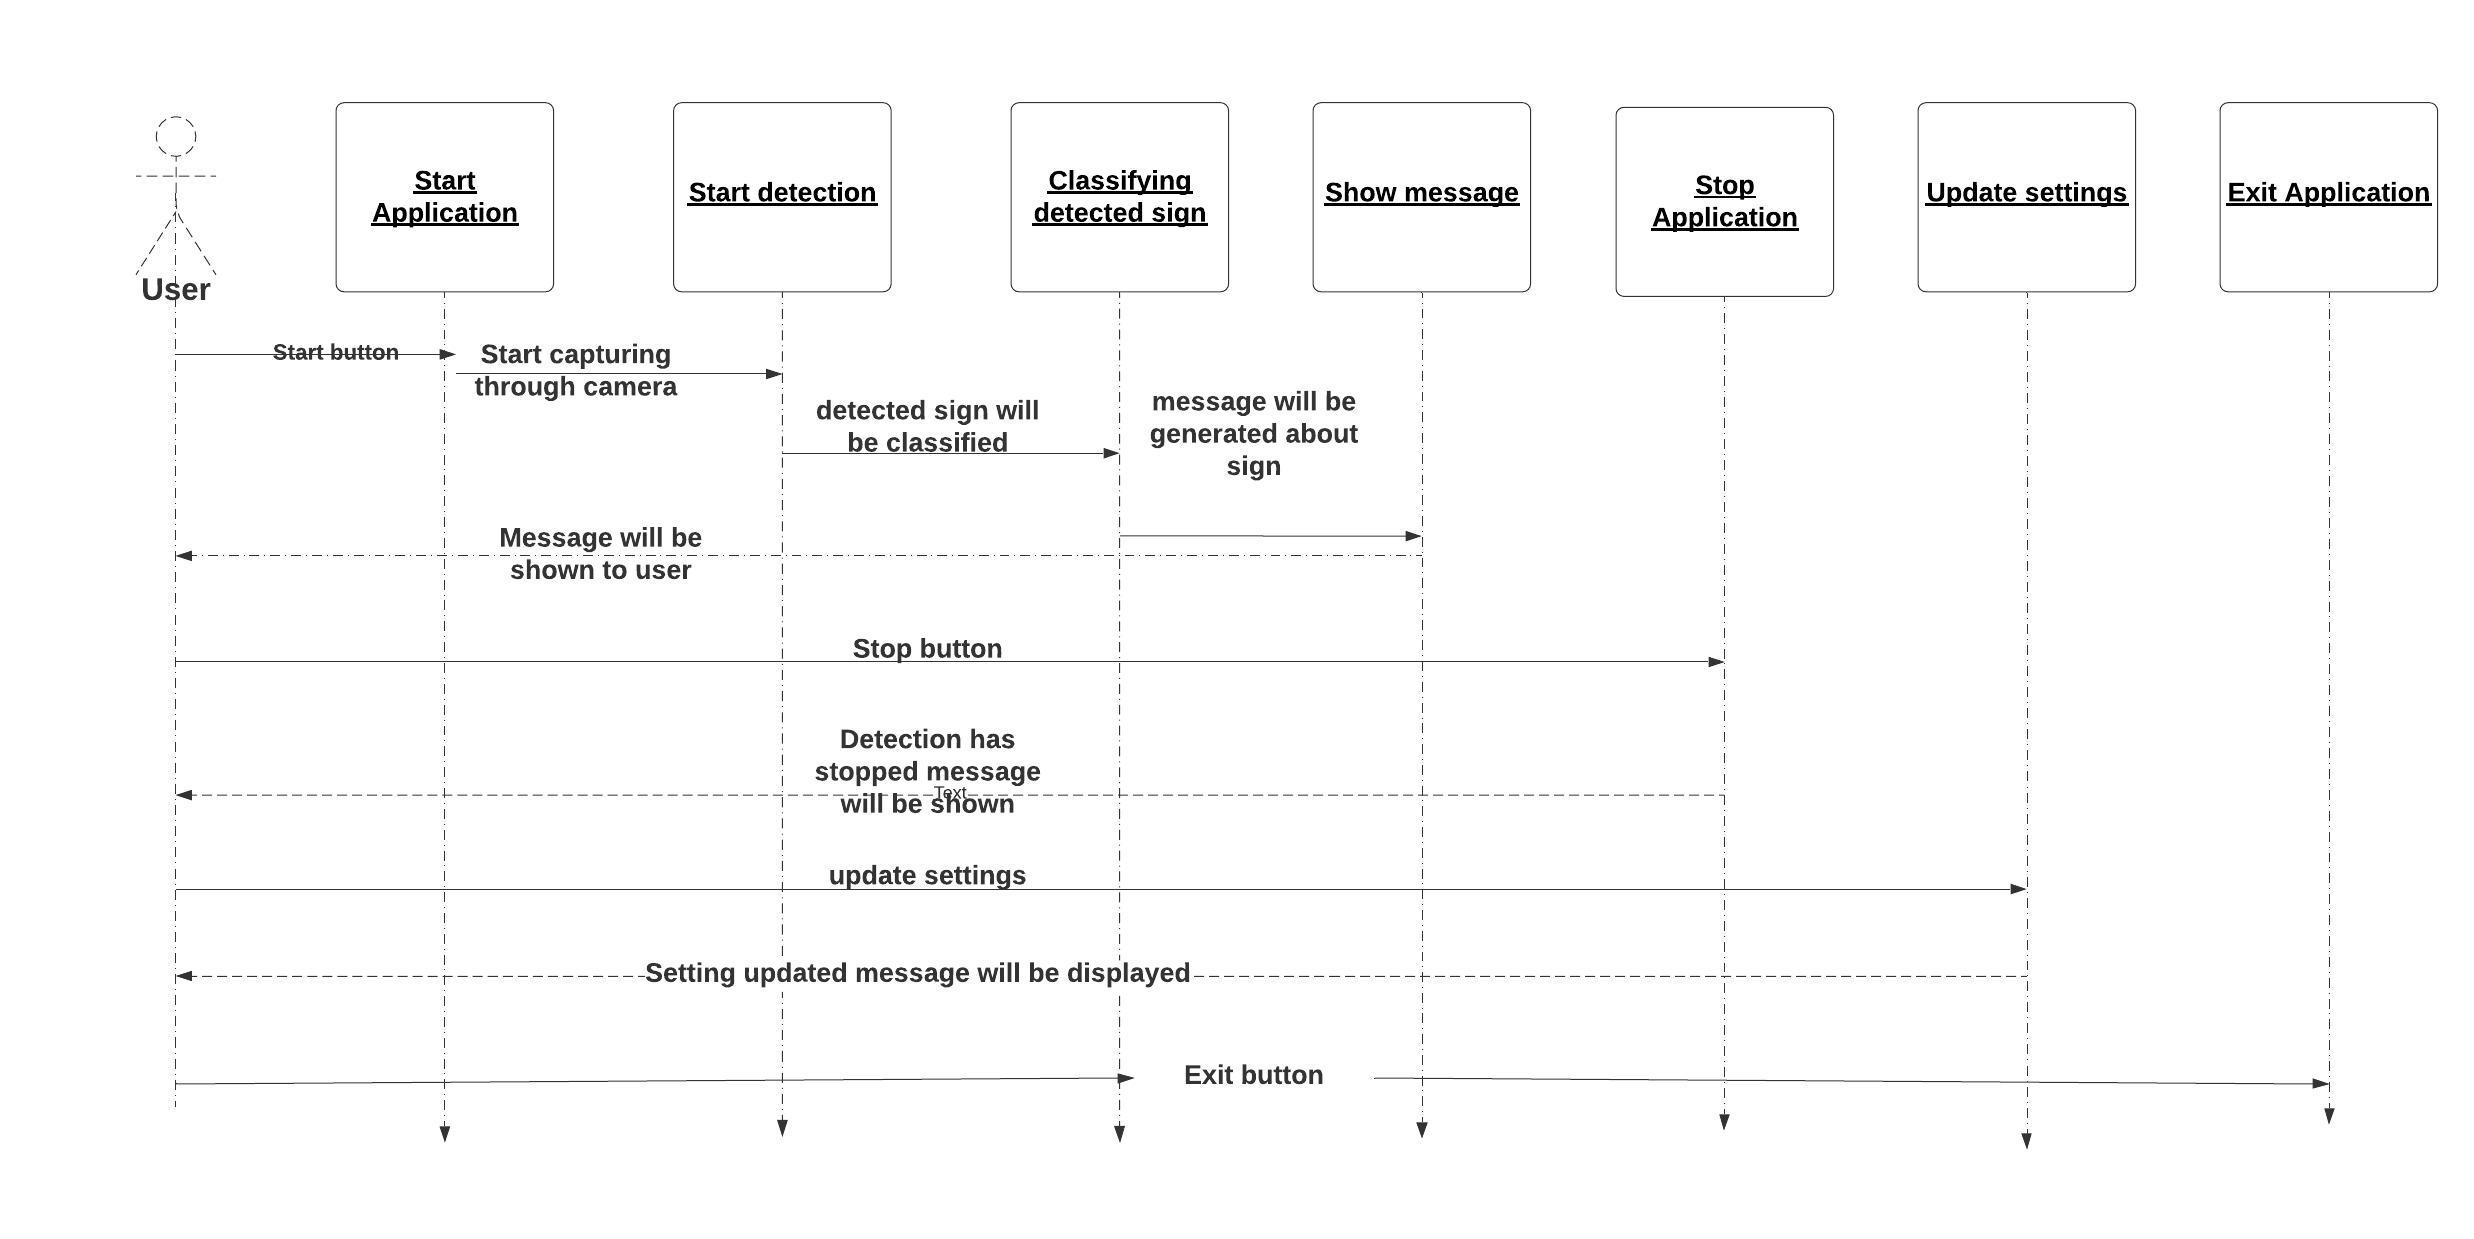 User
Start
Application
Start detection
Classifying
detected sign
Show message
Stop
Application
Update settings
Exit Application
Start button
Start capturing
through camera
detected sign will
be classified
message will be
generated about
sign
Message will be
shown to user
Stop button
Detection has
stopped message
Text
will be shown
update settings
Setting updated message will be displayed
Exit button